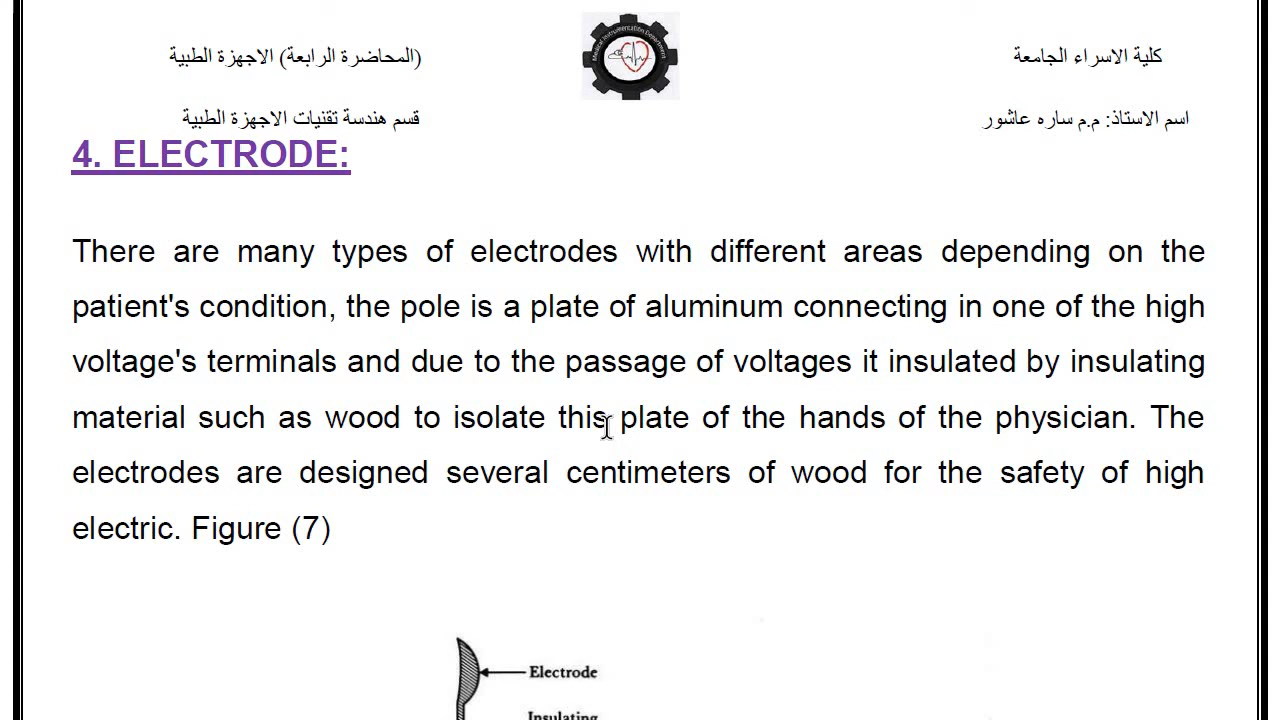 كلية الاسراء الجامعة
(المحاضرة الرابعة) الاجهزة الطبية
Medical Instrumentation Department
اسم الاستاذ: م.م ساره عاشور
قسم هندسة تقنيات الاجهزة الطبية
4. ELECTRODE:
There are many types of electrodes with different areas depending on the
patient's condition, the pole is a plate of aluminum connecting in one of the high
voltage's terminals and due to the passage of voltages it insulated by insulating
material such as wood to isolate this plate of the hands of the physician. The
electrodes are designed several centimeters of wood for the safety of high
electric. Figure (7)
Electrode
Insulating